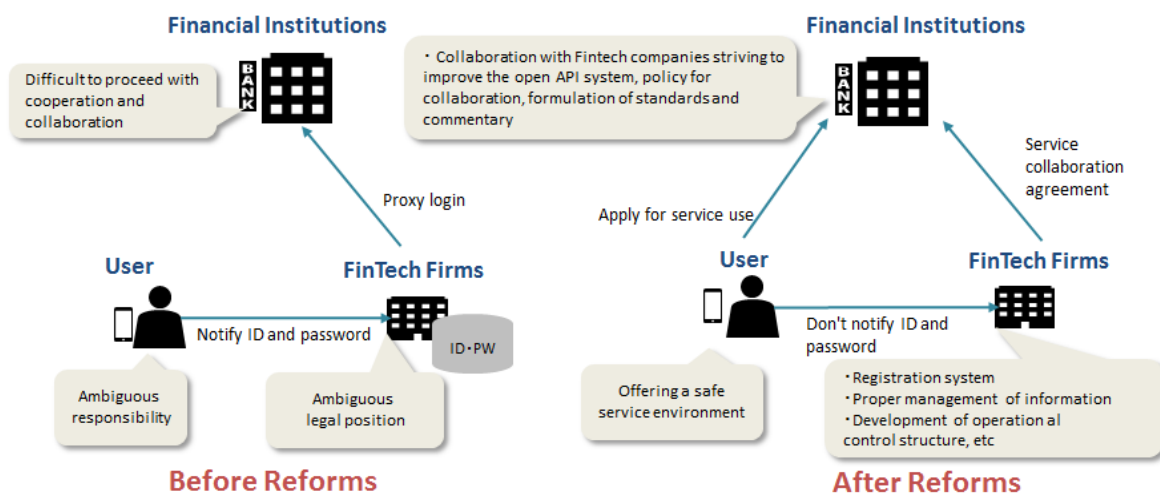 Financial Institutions
Difficult to proceed with
cooperation and
collaboration
BANK
Proxy login
User
FinTech Firms
Notify ID and password
ID・PW
Ambiguous
responsibility
Ambiguous
legal position
Before Reforms
Financial Institutions
・Collaboration with Fintech companies striving to
improve the open API system, policy for
collaboration, formulation of standards and
commentary
BANK
Service
collaboration
agreement
Apply for service use
User
FinTech Firms
Don't notify ID and
password
Offering a safe
service environment
・Registration system
・Proper management of information
・Development of operation al
control structure, etc
After Reforms